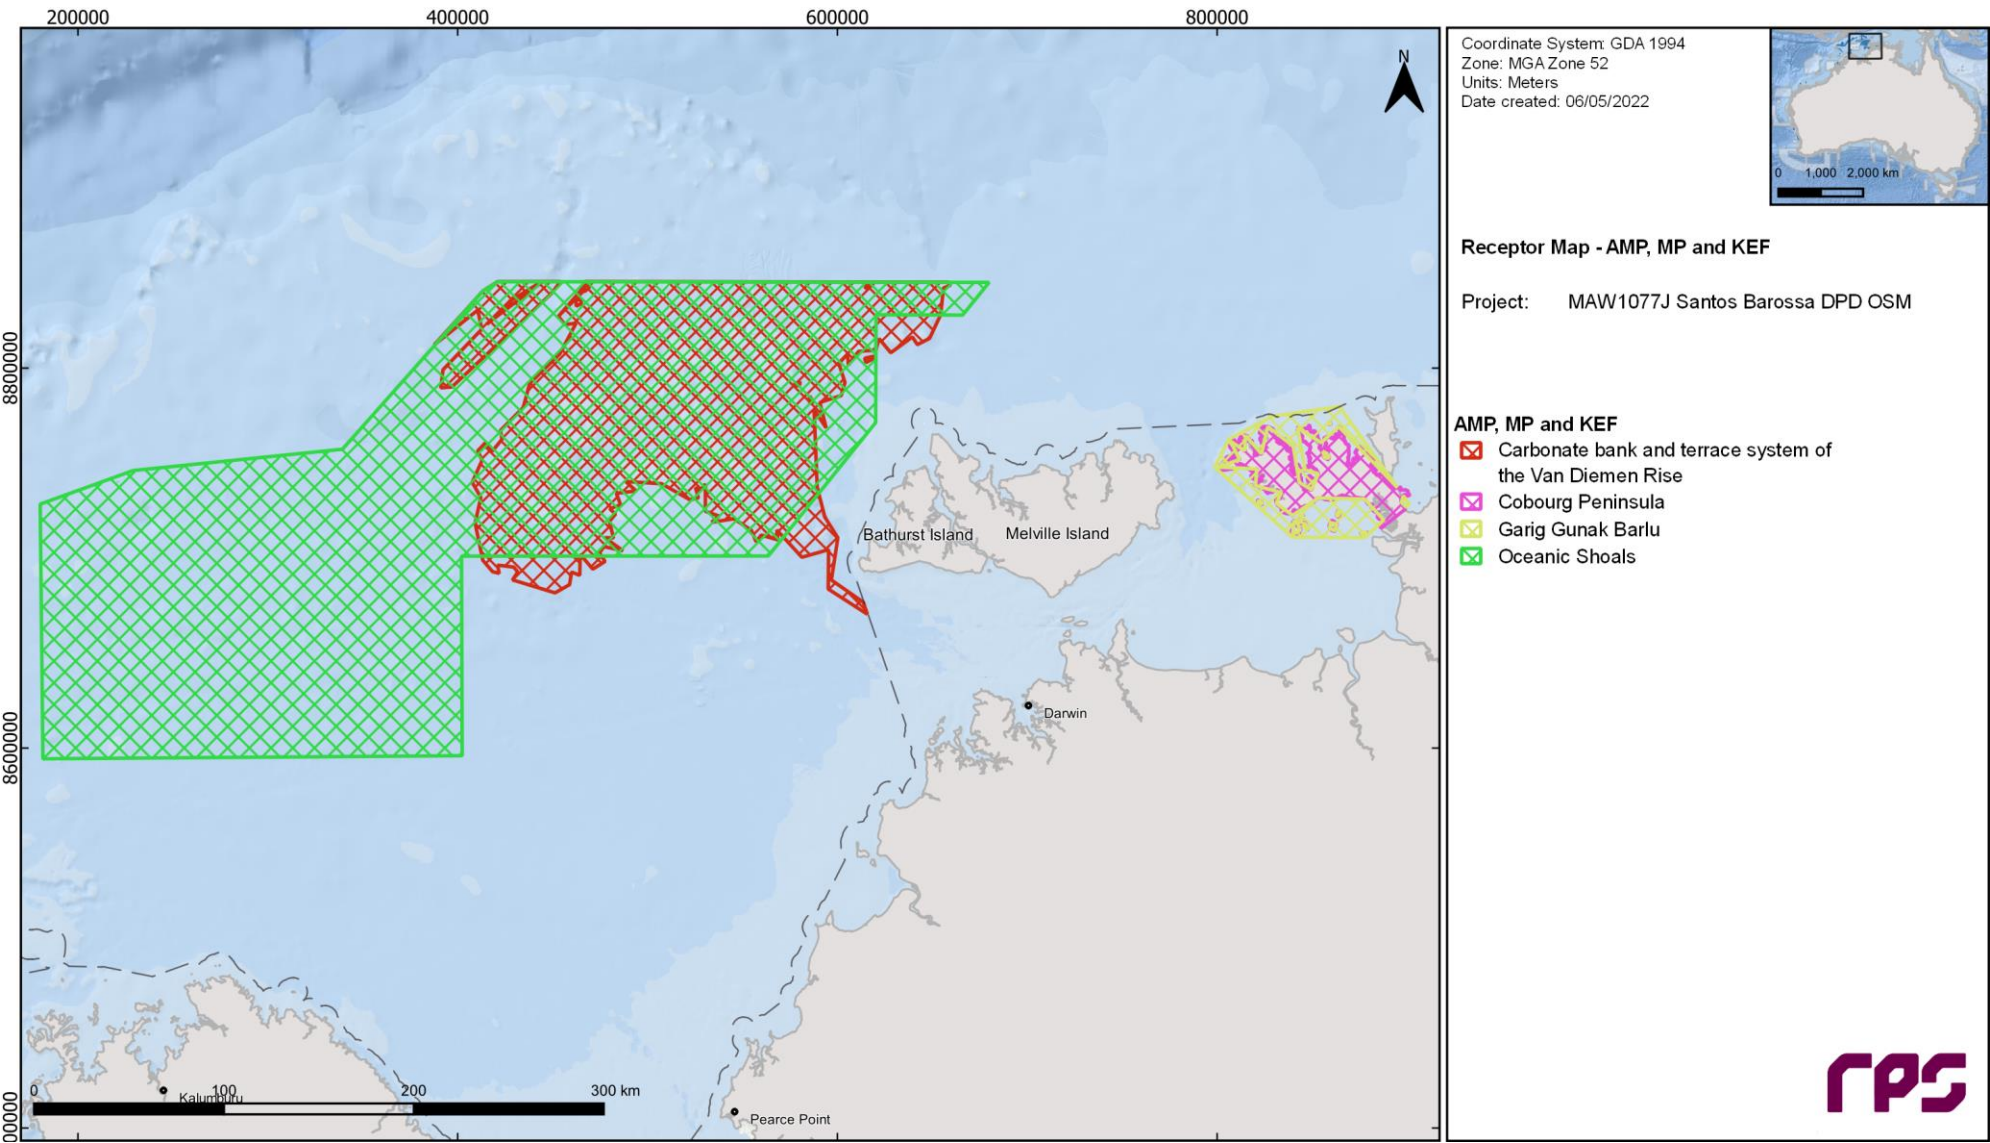 200000 400000 600000 800000
8800000
8600000
N
Bathurst Island
Melville Island
Darwin
Kalumburu
Pearce Point
0 100 200 300 km
Coordinate System: GDA 1994
Zone: MGA Zone 52
Units: Meters
Date created: 06/05/2022
0 1,000 2,000 km
Receptor Map - AMP, MP and KEF
Project: MAW1077J Santos Barossa DPD OSM
AMP, MP and KEF
Carbonate bank and terrace system of
the Van Diemen Rise
Cobourg Peninsula
Garig Gunak Barlu
Oceanic Shoals
rps